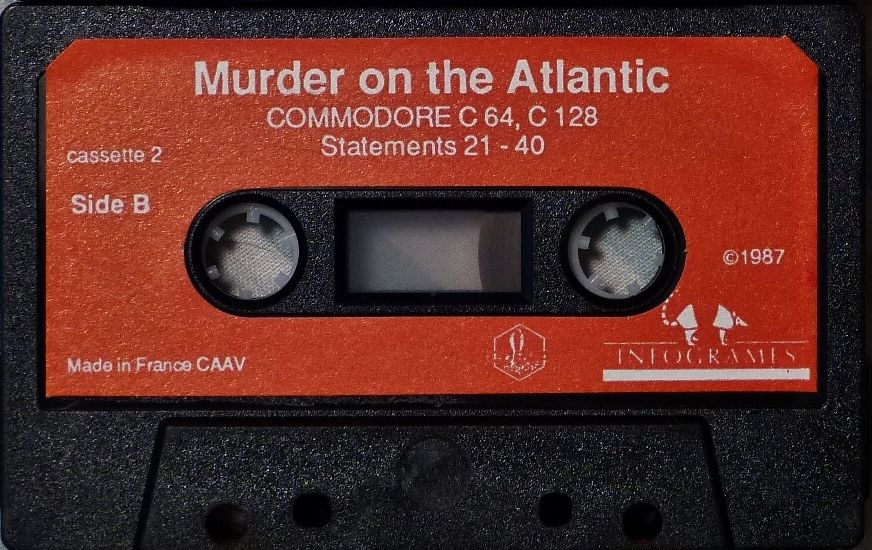 Murder on the Atlantic
COMMODORE C 64, C 128
Statements 21 - 40
cassette 2
Side B
©1987
Made in France CAAV
INFOGRAMES